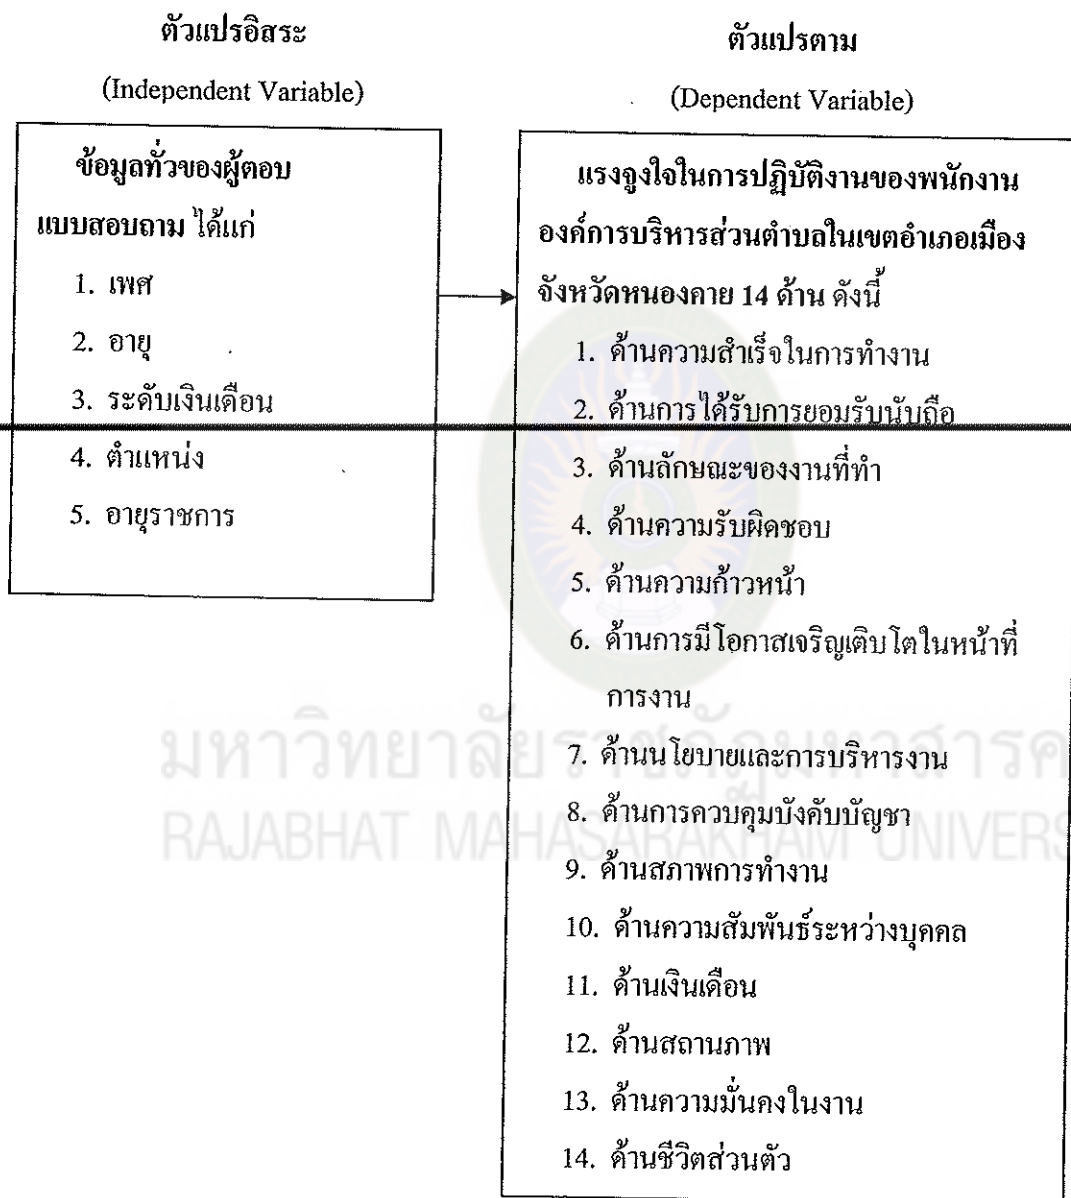 ตัวแปรอิสระ
(Independent Variable)
ข้อมูลทั่วของผู้ตอบ
แบบสอบถาม ได้แก่
1. เพศ
2. อายุ
3. ระดับเงินเดือน
4. ตำแหน่ง
5. อายุราชการ
ตัวแปรตาม
(Dependent Variable)
แรงจูงใจในการปฏิบัติงานของพนักงาน
องค์การบริหารส่วนตำบลในเขตอำเภอเมือง
จังหวัดหนองคาย 14 ด้าน ดังนี้
1. ด้านความสำเร็จในการทำงาน
2. ด้านการได้รับการยอมรับนับถือ
3. ด้านลักษณะของงานที่ทำ
4. ด้านความรับผิดชอบ
5. ด้านความก้าวหน้า
6. ด้านการมีโอกาสเจริญเติบโตในหน้าที่
การงาน
7. ด้านนโยบายและการบริหารงาน
8. ด้านการควบคุมบังคับบัญชา
9. ด้านสภาพการทำงาน
10. ด้านความสัมพันธ์ระหว่างบุคคล
11. ด้านเงินเดือน
12. ด้านสถานภาพ
13. ด้านความมั่นคงในงาน
14. ด้านชีวิตส่วนตัว
มหาวิทยาลัยราชภัฏมหาสารค
RAJABHAT MAHASARAKHAM UNIVERS